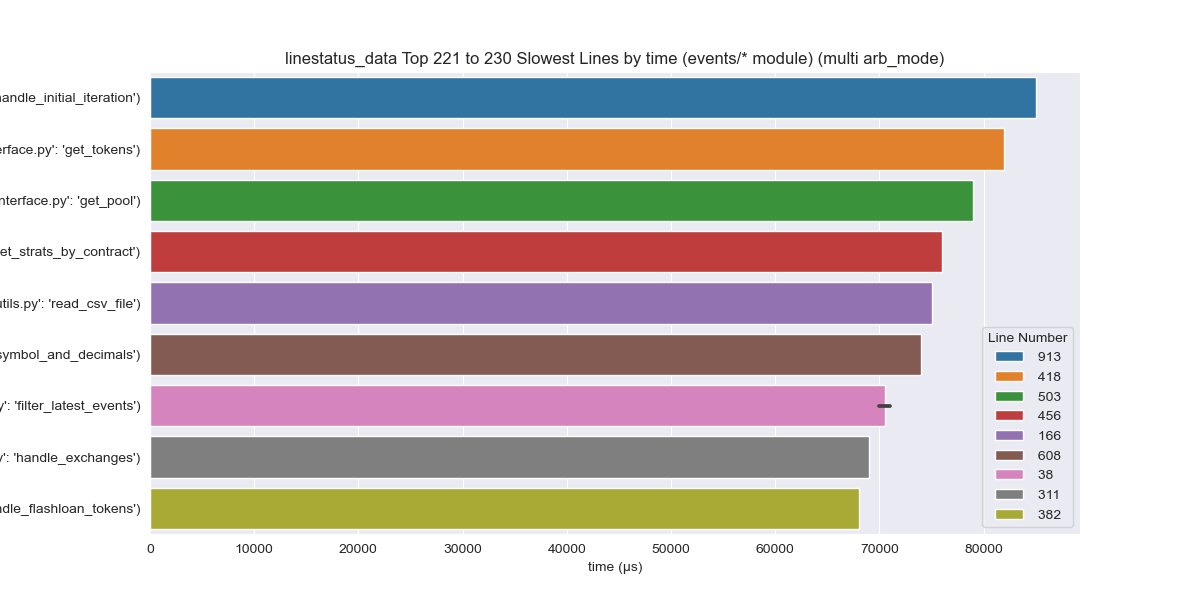 linestatus_data Top 221 to 230 Slowest Lines by time (events/* module) (multi arb_mode)
handle_initial_iteration')
erface.py': 'get_tokens')
nterface.py': 'get_pool')
et_strats_by_contract')
utils.py': 'read_csv_file')
symbol_and_decimals')
y': 'filter_latest_events')
y': 'handle_exchanges')
ndle_flashloan_tokens')
Line Number
913
418
503
456
166
608
38
311
382
0 10000 20000 30000 40000 50000 60000 70000 80000
time (µs)